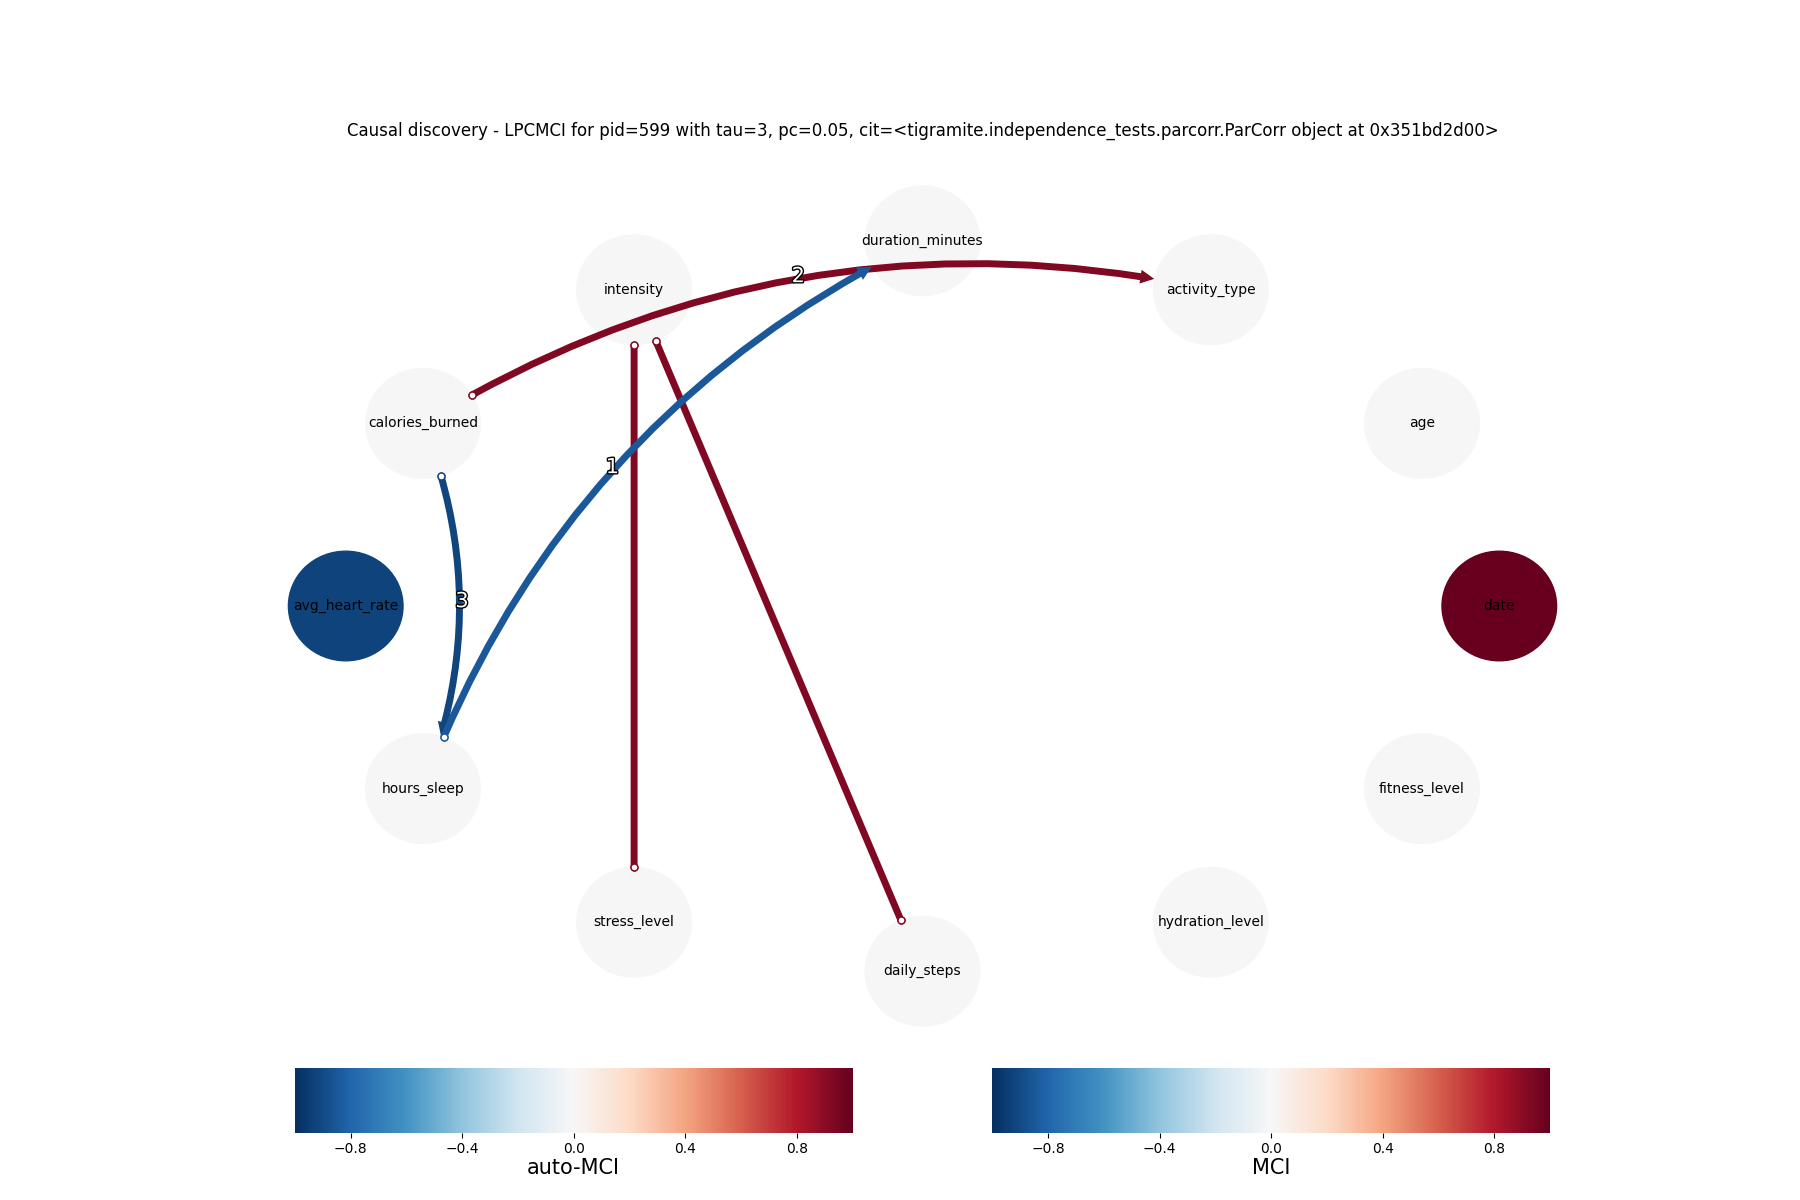 Causal discovery - LPCMCI for pid=599 with tau=3, pc=0.05, cit=<tigramite.independence_tests.parcorr.ParCorr object at 0x351bd2d00>
duration_minutes
intensity
activity_type
2
calories_burned
age
1
avg_heart_rate
3
date
hours_sleep
fitness_level
stress_level
hydration_level
daily_steps
−0.8 −0.4 0.0 0.4 0.8
auto-MCI
−0.8 −0.4 0.0 0.4 0.8
MCI